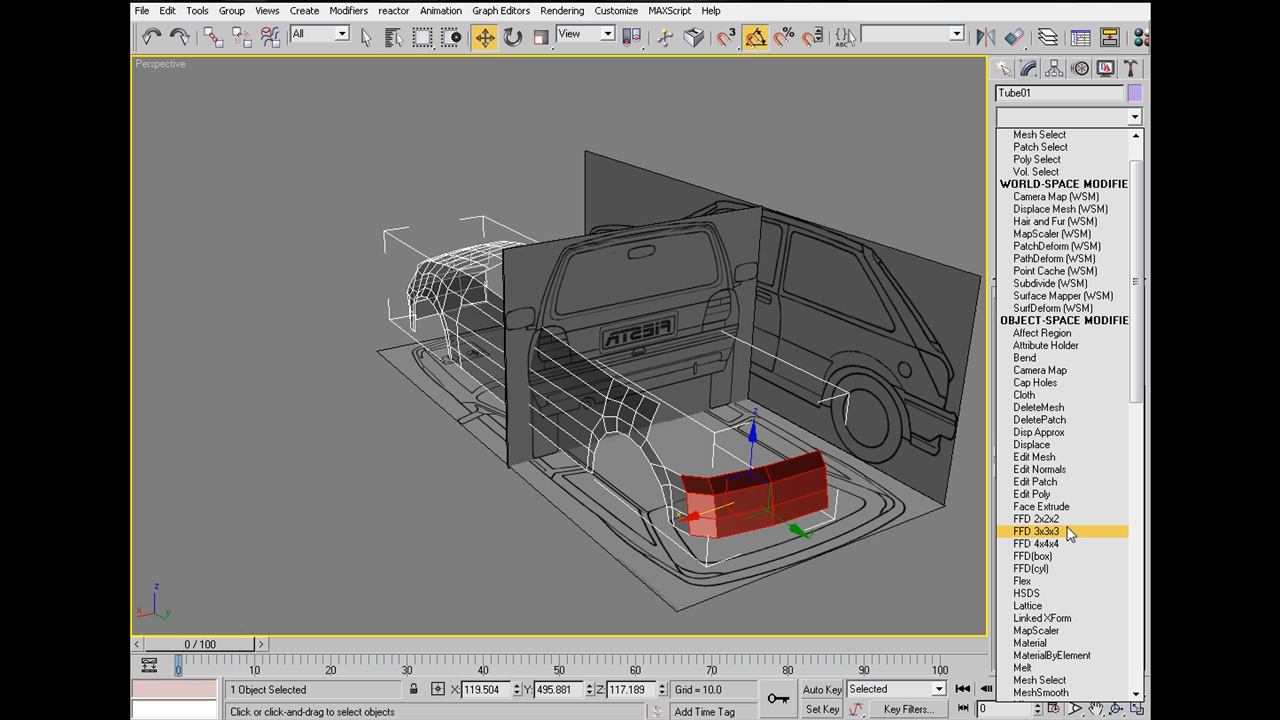 File Edit Tools Group Views Create Modifiers reactor Animation Graph Editors Rendering Customize MAXScript Help
All View
Perspective
Tube01
Mesh Select
Patch Select
Poly Select
Vol. Select
WORLD-SPACE MODIFIE
Camera Map (WSM)
Displace Mesh (WSM)
Hair and Fur (WSM)
MapScaler (WSM)
PatchDeform (WSM)
PathDeform (WSM)
Point Cache (WSM)
Subdivide (WSM)
Surface Mapper (WSM)
SurfDeform (WSM)
OBJECT-SPACE MODIFIE
Affect Region
Attribute Holder
Bend
Camera Map
Cap Holes
Cloth
DeleteMesh
DeletePatch
Disp Approx
Displace
Edit Mesh
Edit Normals
Edit Patch
Edit Poly
Face Extrude
FFD 2x2x2
FFD 3x3x3
FFD 4x4x4
FFD(box)
FFD(cyl)
Flex
HSDS
Lattice
Linked XForm
MapScaler
Material
MaterialByElement
Melt
Mesh Select
MeshSmooth
FIESTA
z
x
z
x y
0 / 100
0 10 20 30 40 50 60 70 80 90 100
1 Object Selected X: 119.504 Y: 495.881 Z: 117.189 Grid = 10.0 Auto Key Selected
Click or click-and-drag to select objects Add Time Tag Set Key Key Filters... 0